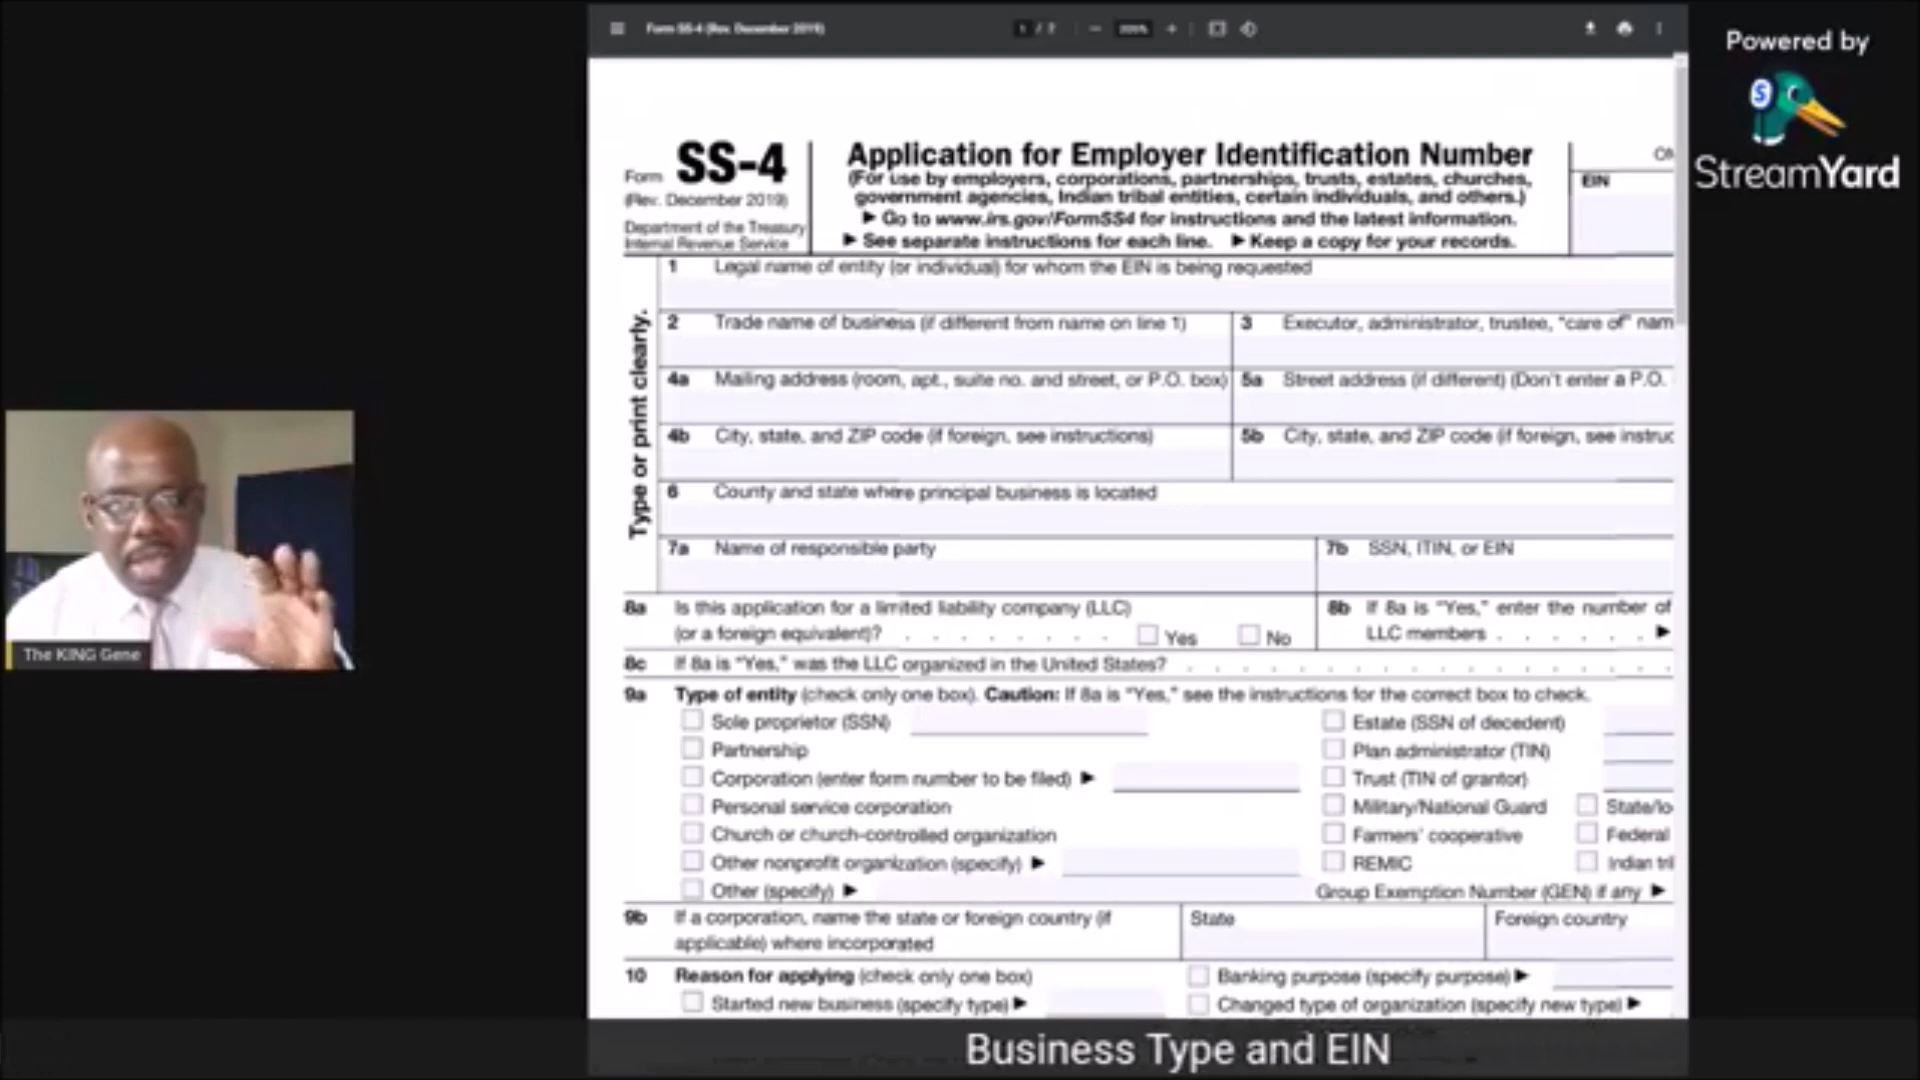 Form SS-4 (Rev. December 2019)
1 / 7
Powered by
StreamYard
Form SS-4
(Rev. December 2019)
Department of the Treasury
Internal Revenue Service
Application for Employer Identification Number
(For use by employers, corporations, partnerships, trusts, estates, churches,
government agencies, Indian tribal entities, certain individuals, and others.)
▶ Go to www.irs.gov/FormSS4 for instructions and the latest information.
▶ See separate instructions for each line. ▶ Keep a copy for your records.
EIN
Type or print clearly.
1 Legal name of entity (or individual) for whom the EIN is being requested
2 Trade name of business (if different from name on line 1)
3 Executor, administrator, trustee, “care of” nam
4a Mailing address (room, apt., suite no. and street, or P.O. box)
5a Street address (if different) (Don't enter a P.O.
4b City, state, and ZIP code (if foreign, see instructions)
5b City, state, and ZIP code (if foreign, see instruc
6 County and state where principal business is located
7a Name of responsible party
7b SSN, ITIN, or EIN
8a Is this application for a limited liability company (LLC)
(or a foreign equivalent)? . . . . . . . . Yes No
8b If 8a is “Yes,” enter the number of
LLC members . . . . . . ▶
8c If 8a is “Yes,” was the LLC organized in the United States? . . . . . . . . . . . . . . . .
9a Type of entity (check only one box). Caution: If 8a is “Yes,” see the instructions for the correct box to check.
Sole proprietor (SSN)
Estate (SSN of decedent)
Partnership
Plan administrator (TIN)
Corporation (enter form number to be filed) ▶
Trust (TIN of grantor)
Personal service corporation
Military/National Guard
State/lo
Church or church-controlled organization
Farmers' cooperative
Federal
Other nonprofit organization (specify) ▶
REMIC
Indian tri
Other (specify) ▶
Group Exemption Number (GEN) if any ▶
9b If a corporation, name the state or foreign country (if
applicable) where incorporated
State
Foreign country
10 Reason for applying (check only one box)
Banking purpose (specify purpose) ▶
Started new business (specify type) ▶
Changed type of organization (specify new type) ▶
The KING Gene
Business Type and EIN